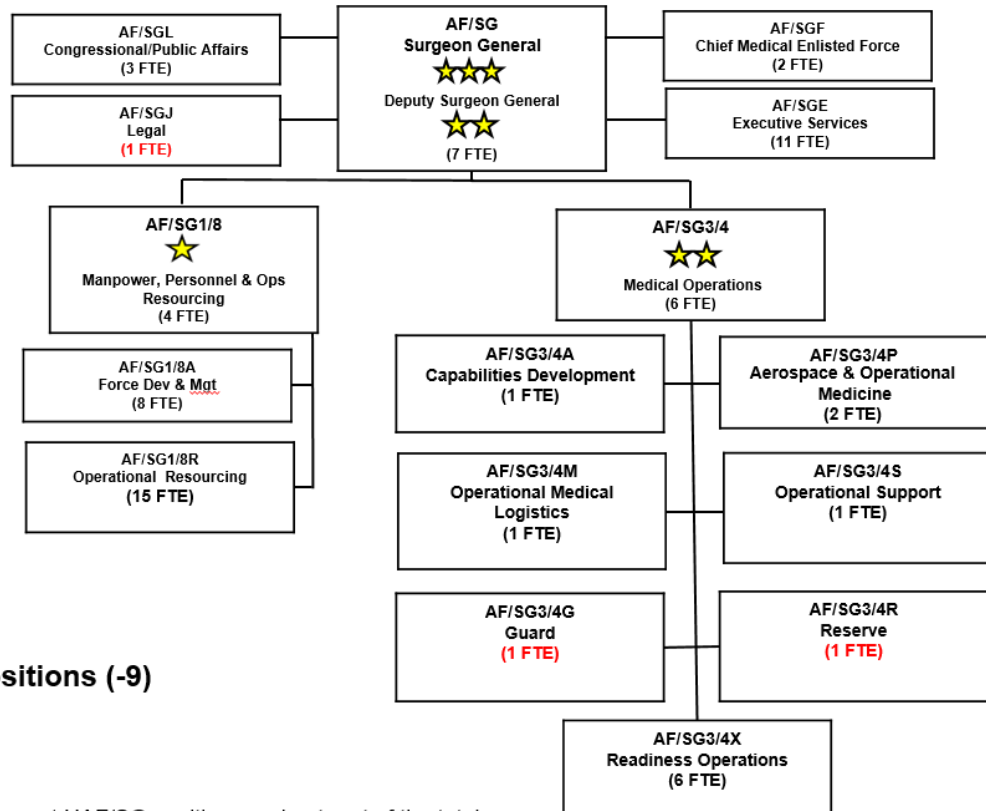 AF/SGL
Congressional/Public Affairs
(3 FTE)
AF/SG
Surgeon General
Deputy Surgeon General
(7 FTE)
AF/SGF
Chief Medical Enlisted Force
(2 FTE)
AF/SGJ
Legal
(1 FTE)
AF/SGE
Executive Services
(11 FTE)
AF/SG1/8
Manpower, Personnel & Ops
Resourcing
(4 FTE)
AF/SG3/4
Medical Operations
(6 FTE)
AF/SG1/8A
Force Dev & Mgt
(8 FTE)
AF/SG1/8R
Operational Resourcing
(15 FTE)
AF/SG3/4A
Capabilities Development
(1 FTE)
AF/SG3/4P
Aerospace & Operational
Medicine
(2 FTE)
AF/SG3/4M
Operational Medical
Logistics
(1 FTE)
AF/SG3/4S
Operational Support
(1 FTE)
AF/SG3/4G
Guard
(1 FTE)
AF/SG3/4R
Reserve
(1 FTE)
sitions (-9)
AF/SG3/4X
Readiness Operations
(6 FTE)